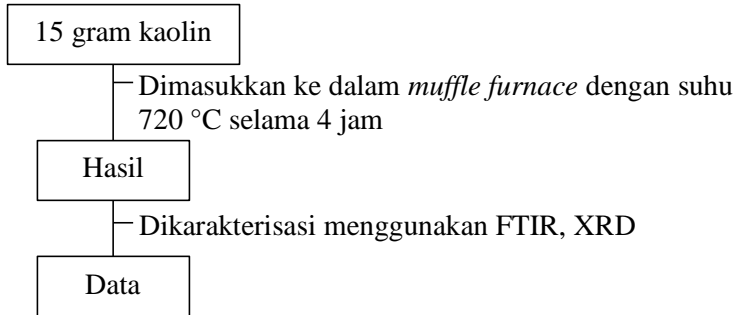 15 gram kaolin
Dimasukkan ke dalam muffle furnace dengan suhu
720 °C selama 4 jam
Hasil
Dikarakterisasi menggunakan FTIR, XRD
Data